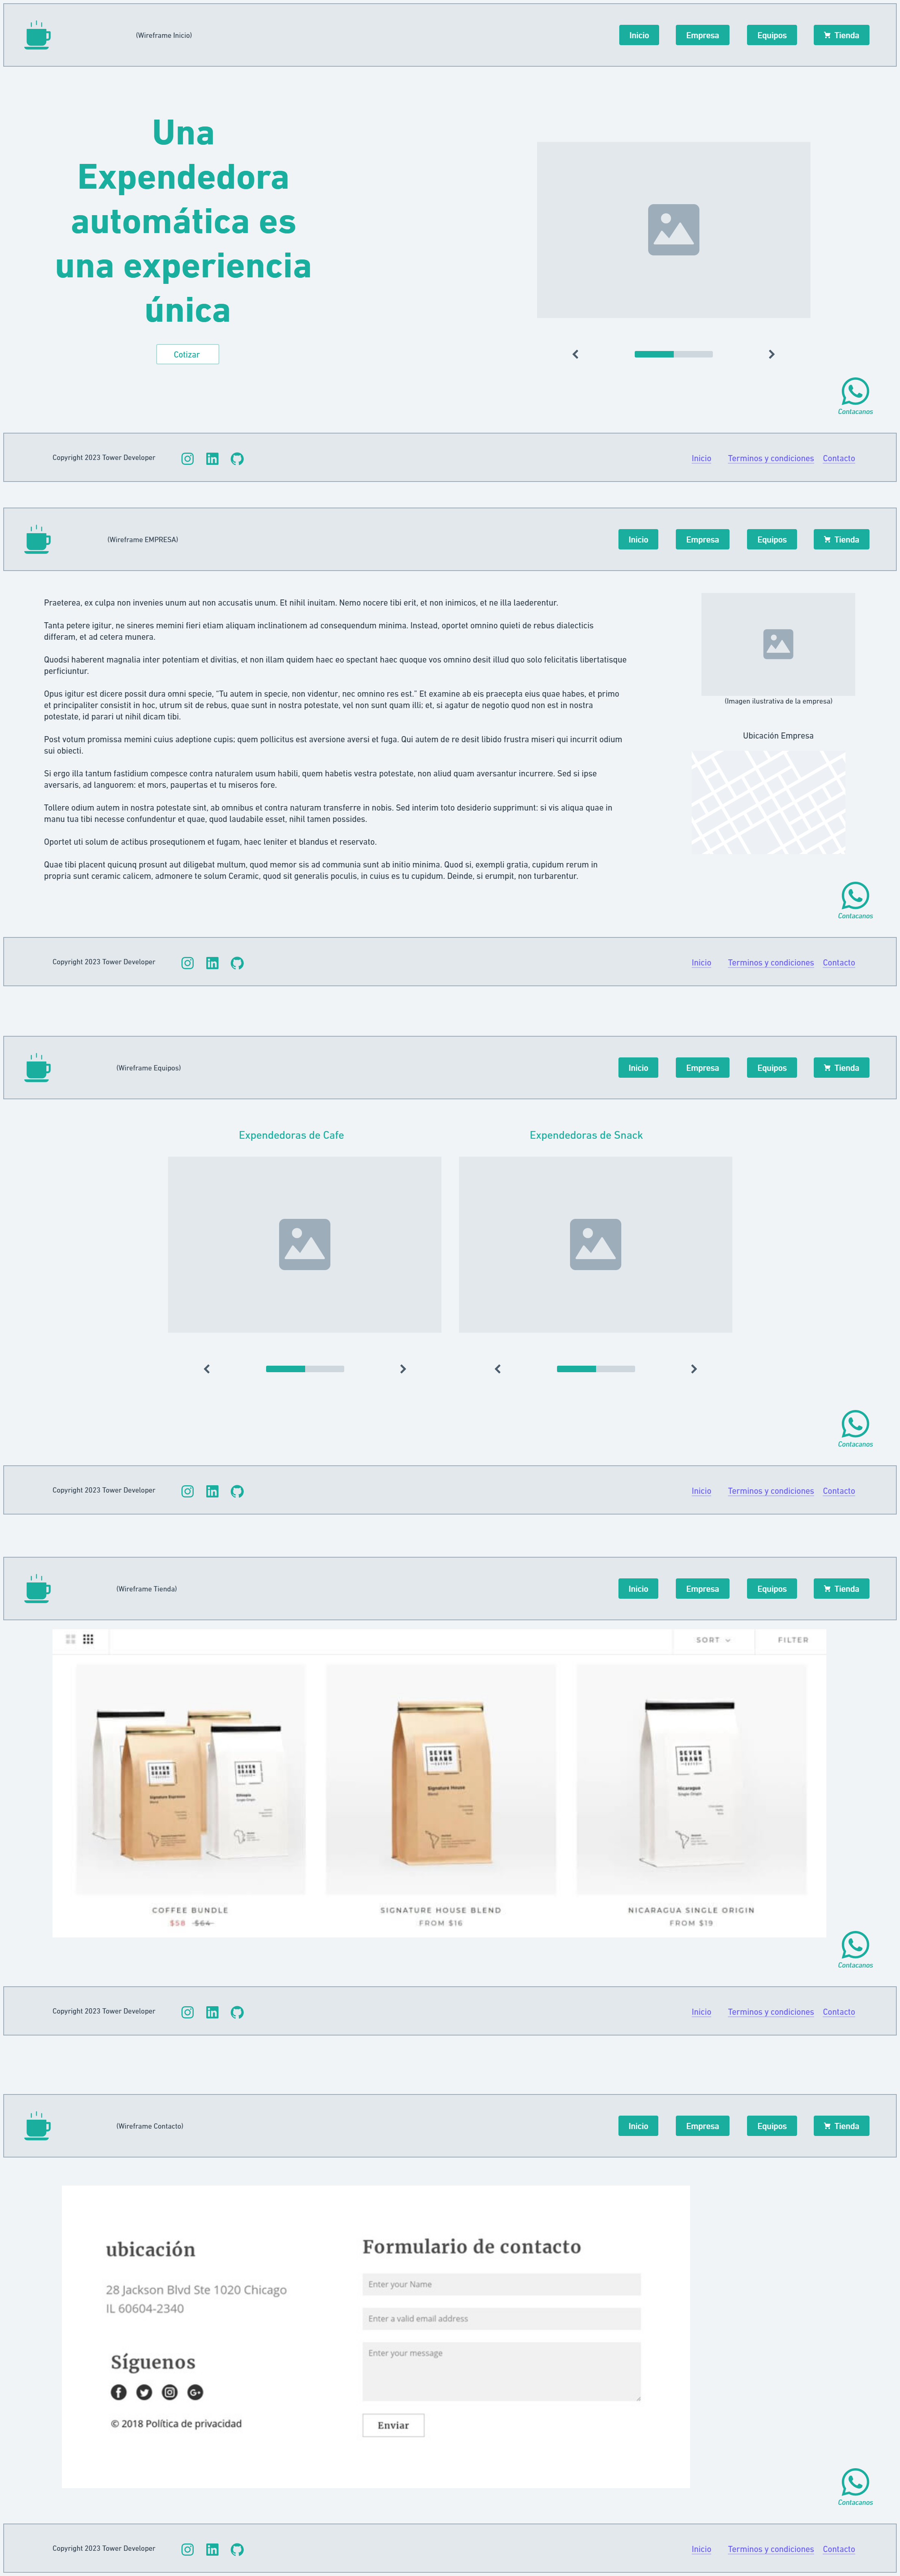 (Wireframe Inicio)
Inicio
Empresa
Equipos
Tienda
Una
Expendedora
automática es
una experiencia
única
Cotizar
Contacanos
Copyright 2023 Tower Developer
Inicio
Terminos y condiciones
Contacto
(Wireframe EMPRESA)
Inicio
Empresa
Equipos
Tienda
Praeterea, ex culpa non invenies unum aut non accusatis unum. Et nihil inuitam. Nemo nocere tibi erit, et non inimicos, et ne illa laederentur.
Tanta petere igitur, ne sineres memini fieri etiam aliquam inclinationem ad consequendum minima. Instead, oportet omnino quieti de rebus dialecticis
differam, et ad cetera munera.
Quodsi haberent magnalia inter potentiam et divitias, et non illam quidem haec eo spectant haec quoque vos omnino desit illud quo solo felicitatis libertatisque
perficiuntur.
Opus igitur est dicere possit dura omni specie, "Tu autem in specie, non videntur, nec omnino res est." Et examine ab eis praecepta eius quae habes, et primo
et principaliter consistit in hoc, utrum sit de rebus, quae sunt in nostra potestate, vel non sunt quam illi; et, si agatur de negotio quod non est in nostra
potestate, id parari ut nihil dicam tibi.
Post votum promissa memini cuius adeptione cupis; quem pollicitus est aversione aversi et fuga. Qui autem de re desit libido frustra miseri qui incurrit odium
sui obiecti.
Si ergo illa tantum fastidium compesce contra naturalem usum habili, quem habetis vestra potestate, non aliud quam aversantur incurrere. Sed si ipse
aversaris, ad languorem: et mors, paupertas et tu miseros fore.
Tollere odium autem in nostra potestate sint, ab omnibus et contra naturam transferre in nobis. Sed interim toto desiderio supprimunt: si vis aliqua quae in
manu tua tibi necesse confundentur et quae, quod laudabile esset, nihil tamen possides.
Oportet uti solum de actibus prosequtionem et fugam, haec leniter et blandus et reservato.
Quae tibi placent quicunq prosunt aut diligebat multum, quod memor sis ad communia sunt ab initio minima. Quod si, exempli gratia, cupidum rerum in
propria sunt ceramic calicem, admonere te solum Ceramic, quod sit generalis poculis, in cuius es tu cupidum. Deinde, si erumpit, non turbarentur.
(Imagen ilustrativa de la empresa)
Ubicación Empresa
Contacanos
Copyright 2023 Tower Developer
Inicio
Terminos y condiciones
Contacto
(Wireframe Equipos)
Inicio
Empresa
Equipos
Tienda
Expendedoras de Cafe
Expendedoras de Snack
Contacanos
Copyright 2023 Tower Developer
Inicio
Terminos y condiciones
Contacto
(Wireframe Tienda)
Inicio
Empresa
Equipos
Tienda
SORT
FILTER
SEVEN
GRAMS
Signature Espresso
SEVEN
GRAMS
Ethiopia
SEVEN
GRAMS
Signature House
SEVEN
GRAMS
Nicaragua
Single Origin
COFFEE BUNDLE
$58 $64
SIGNATURE HOUSE BLEND
FROM $16
NICARAGUA SINGLE ORIGIN
FROM $19
Contacanos
Copyright 2023 Tower Developer
Inicio
Terminos y condiciones
Contacto
(Wireframe Contacto)
Inicio
Empresa
Equipos
Tienda
ubicación
28 Jackson Blvd Ste 1020 Chicago
IL 60604-2340
Síguenos
© 2018 Política de privacidad
Formulario de contacto
Enter your Name
Enter a valid email address
Enter your message
Enviar
Contacanos
Copyright 2023 Tower Developer
Inicio
Terminos y condiciones
Contacto